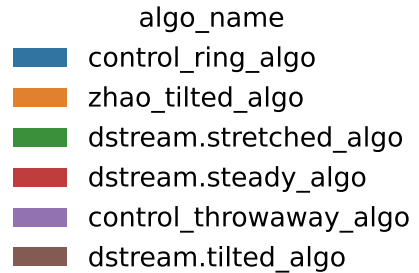 algo_name
control_ring_algo
zhao_tilted_algo
dstream.stretched_algo
dstream.steady_algo
control_throwaway_algo
dstream.tilted_algo